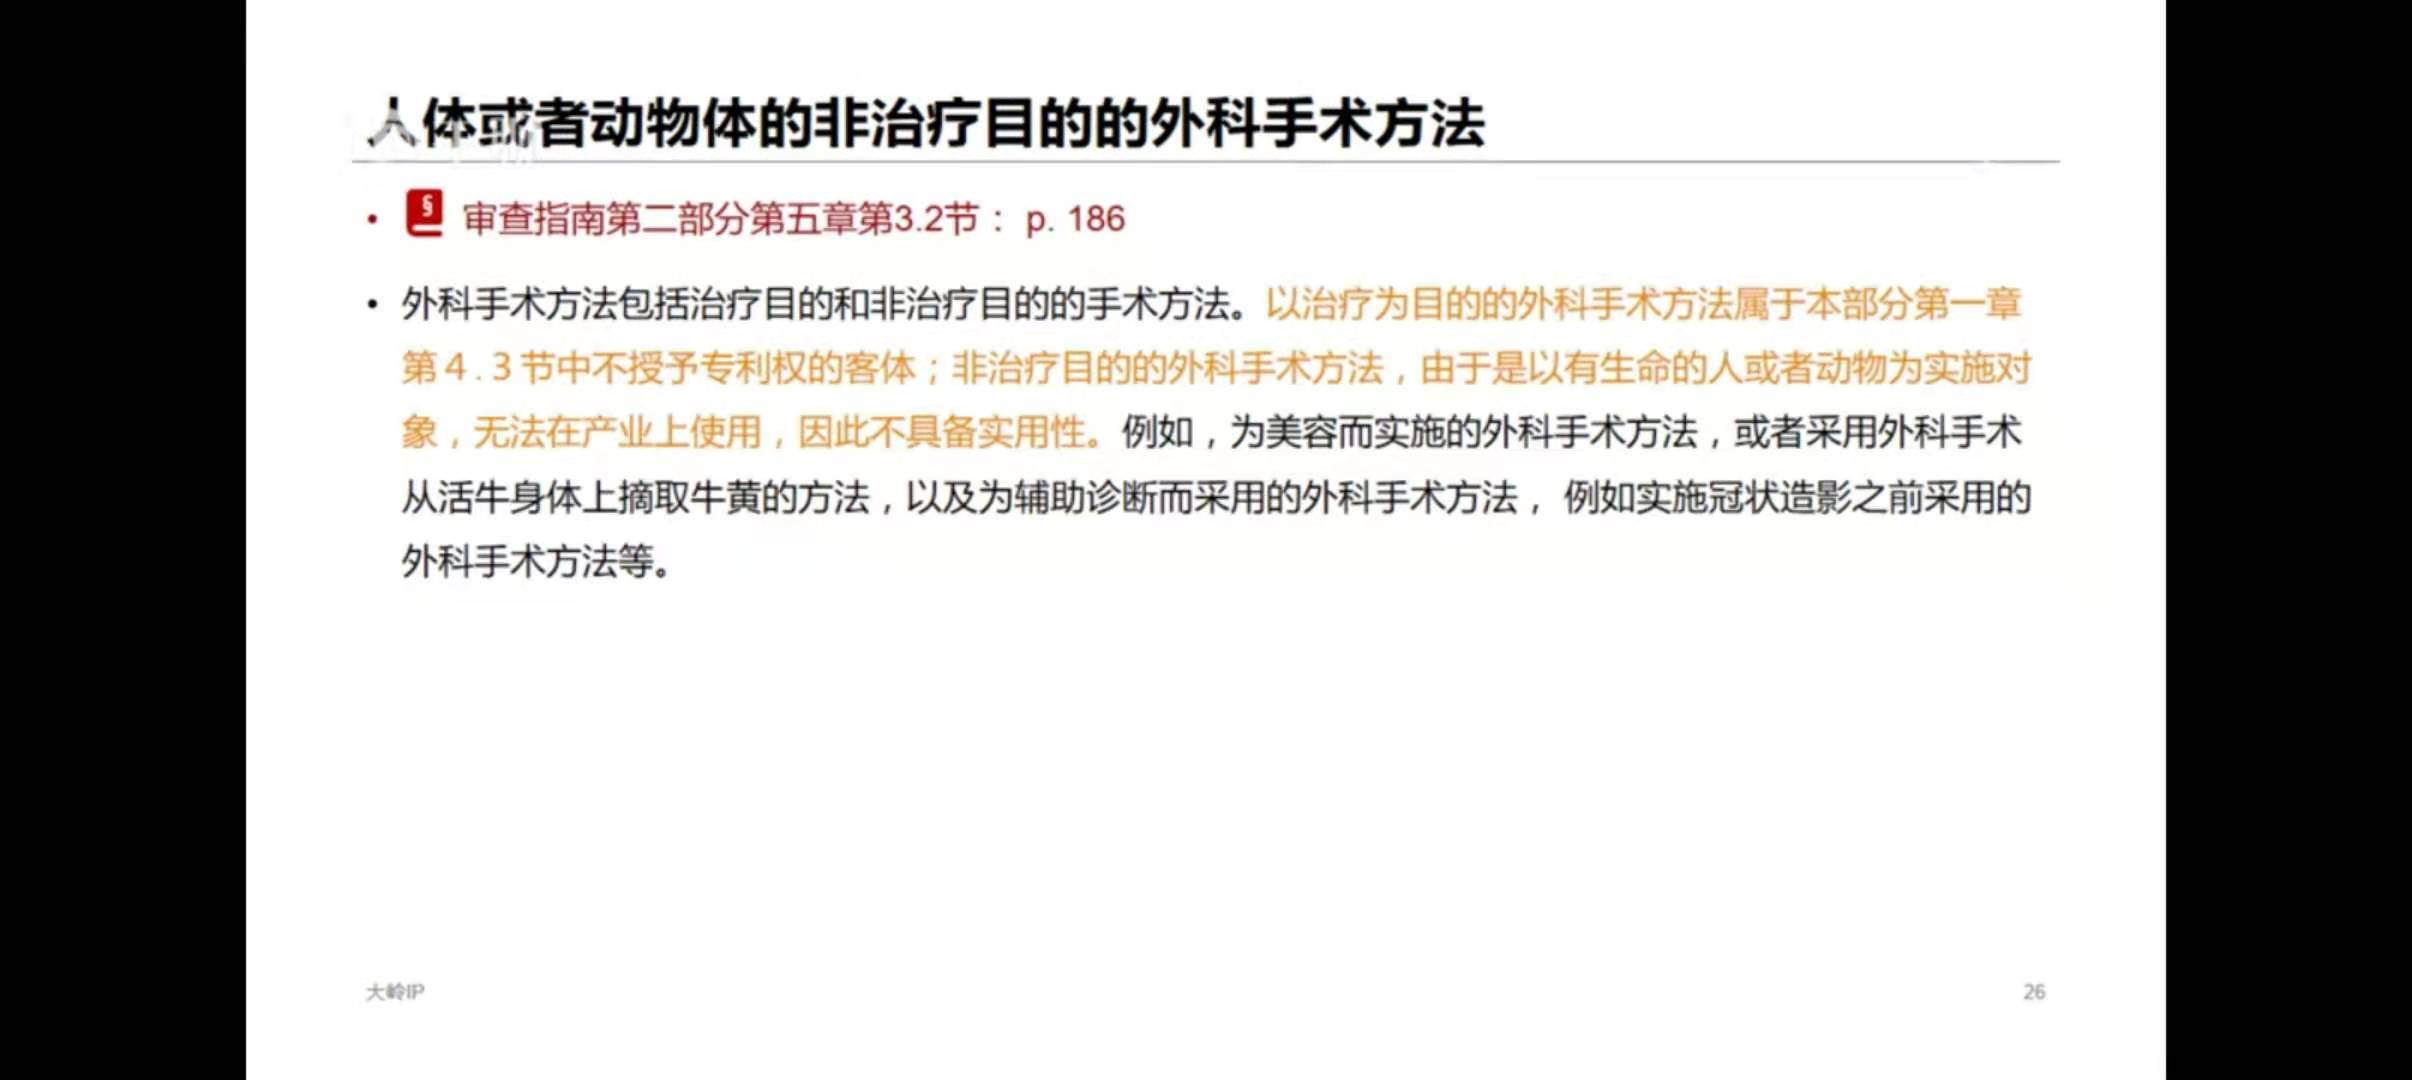 人体或者动物体的非治疗目的的外科手术方法
• § 审查指南第二部分第五章第3.2节： p. 186
• 外科手术方法包括治疗目的和非治疗目的的手术方法。以治疗为目的的外科手术方法属于本部分第一章
第４.３节中不授予专利权的客体；非治疗目的的外科手术方法，由于是以有生命的人或者动物为实施对
象，无法在产业上使用，因此不具备实用性。例如，为美容而实施的外科手术方法，或者采用外科手术
从活牛身体上摘取牛黄的方法，以及为辅助诊断而采用的外科手术方法， 例如实施冠状造影之前采用的
外科手术方法等。
大岭IP
26